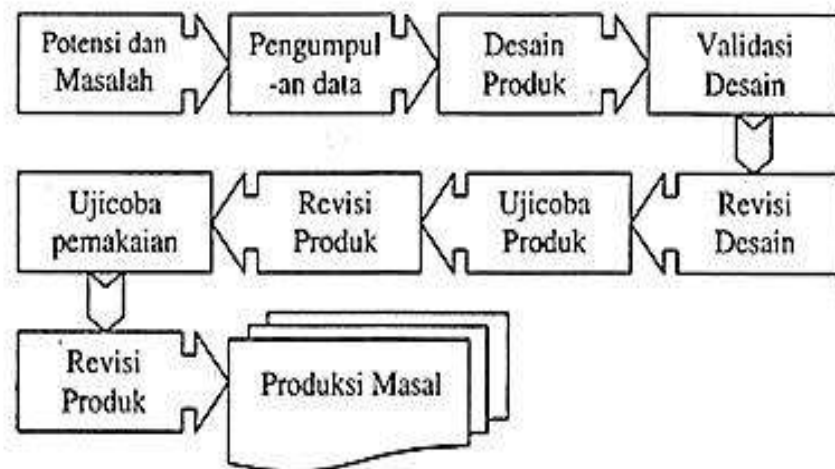 Potensi dan
Masalah
Pengumpul
-an data
Desain
Produk
Validasi
Desain
Revisi
Desain
Ujicoba
Produk
Revisi
Produk
Ujicoba
pemakaian
Revisi
Produk
Produksi Masal